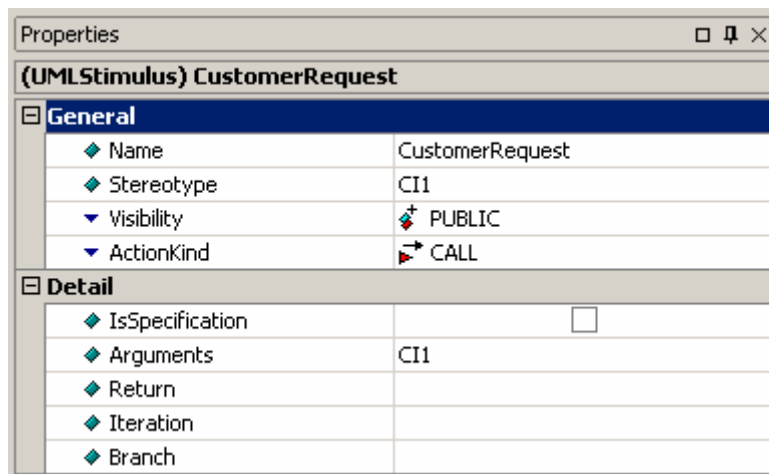 Properties
(UMLStimulus) CustomerRequest
General
Name CustomerRequest
Stereotype CI1
Visibility PUBLIC
ActionKind CALL
Detail
IsSpecification
Arguments CI1
Return
Iteration
Branch